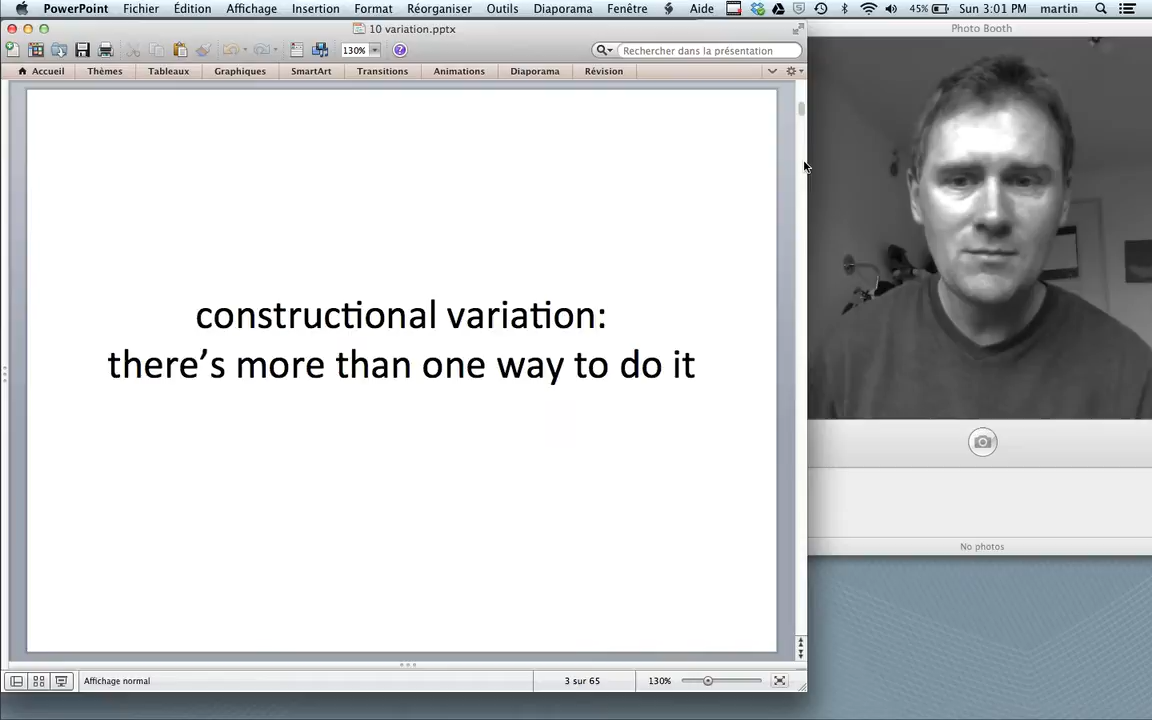 PowerPoint Fichier Édition Affichage Insertion Format Réorganiser Outils Diaporama Fenêtre Aide 45% Sun 3:01 PM martin
10 variation.pptx
Photo Booth
130% Rechercher dans la présentation
Accueil Thèmes Tableaux Graphiques SmartArt Transitions Animations Diaporama Révision
constructional variation:
there's more than one way to do it
No photos
Affichage normal 3 sur 65 130%